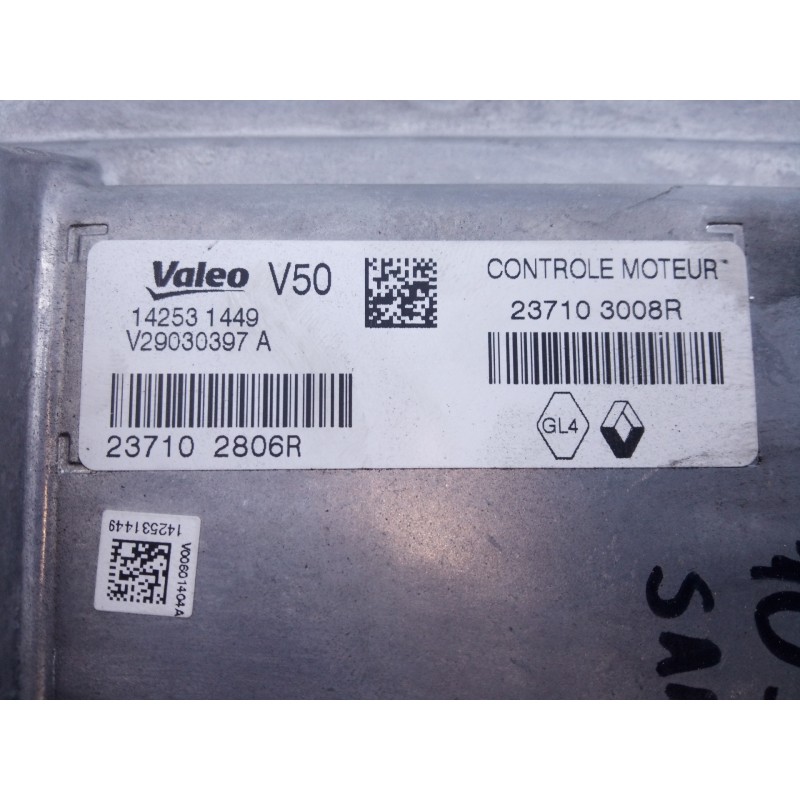 Valeo V50
14253 1449
V29030397 A
23710 2806R
CONTROLE MOTEUR
23710 3008R
GL4
142531449
V00601404A